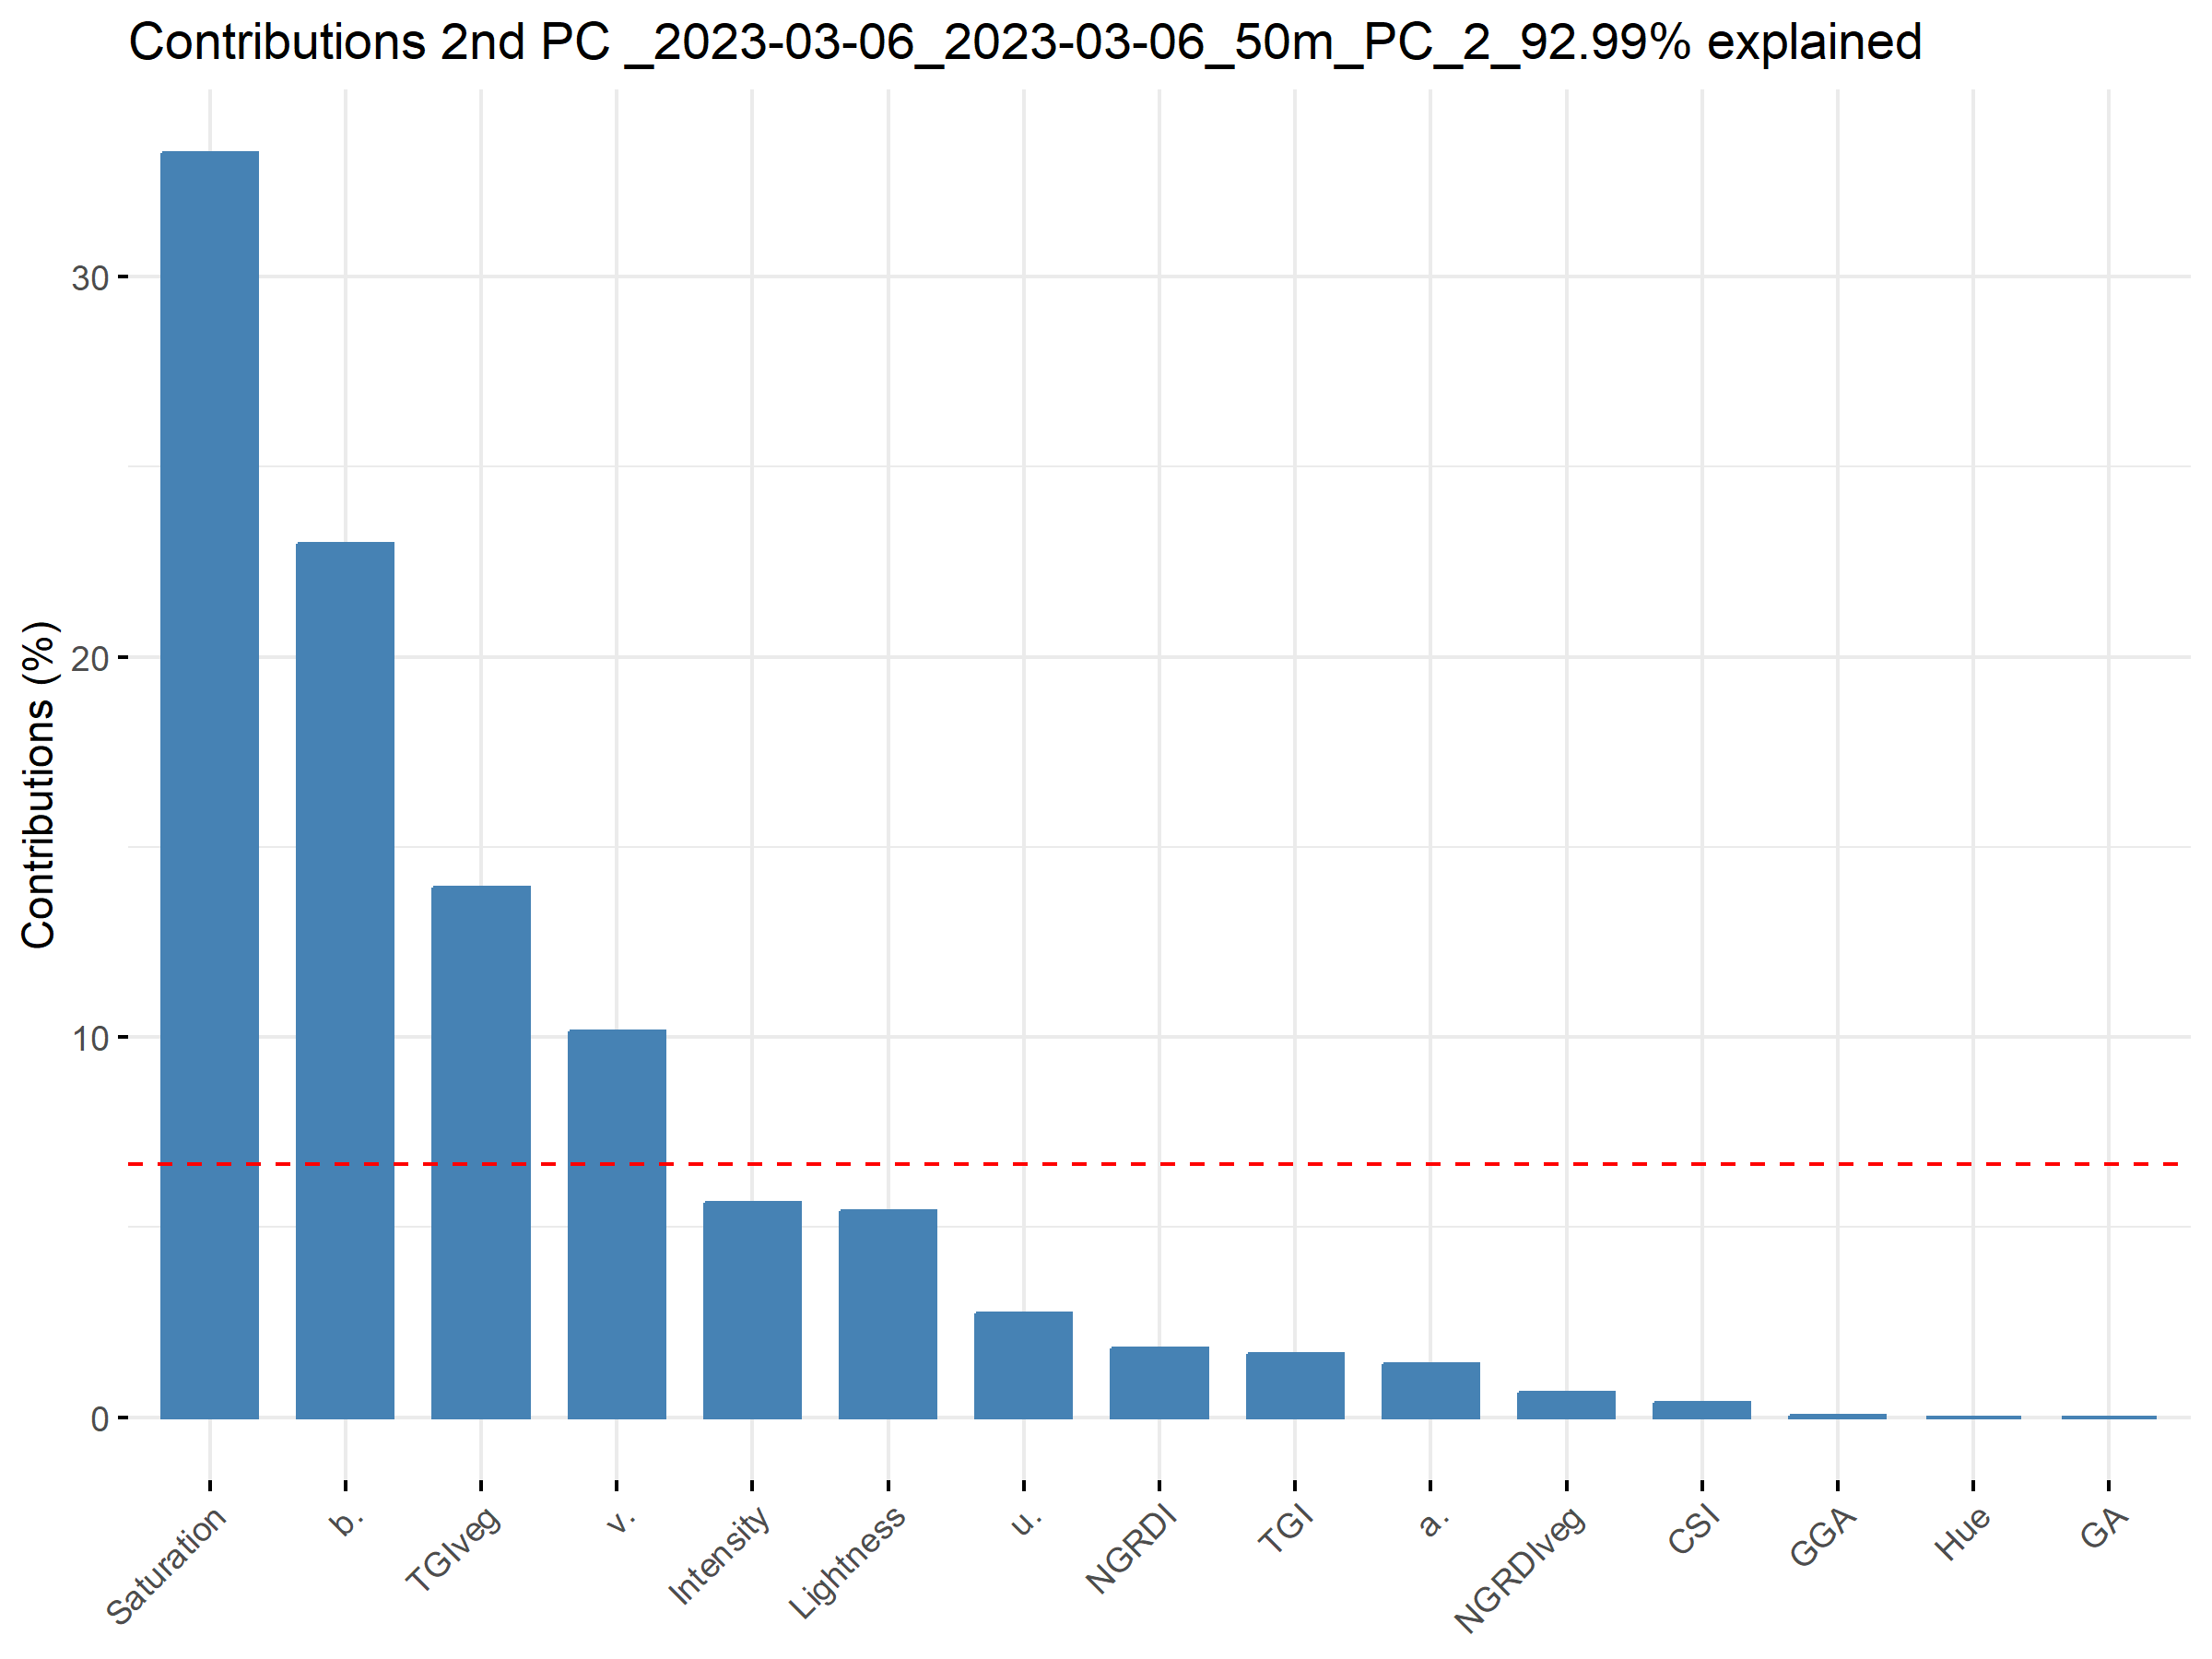 Contributions 2nd PC _2023-03-06_2023-03-06_50m_PC_2_92.99% explained
Contributions (%)
30
20
10
0
Saturation
b.
TGIveg
v.
Intensity
Lightness
u.
NGRDI
TGI
a.
NGRDIveg
CSI
GGA
Hue
GA